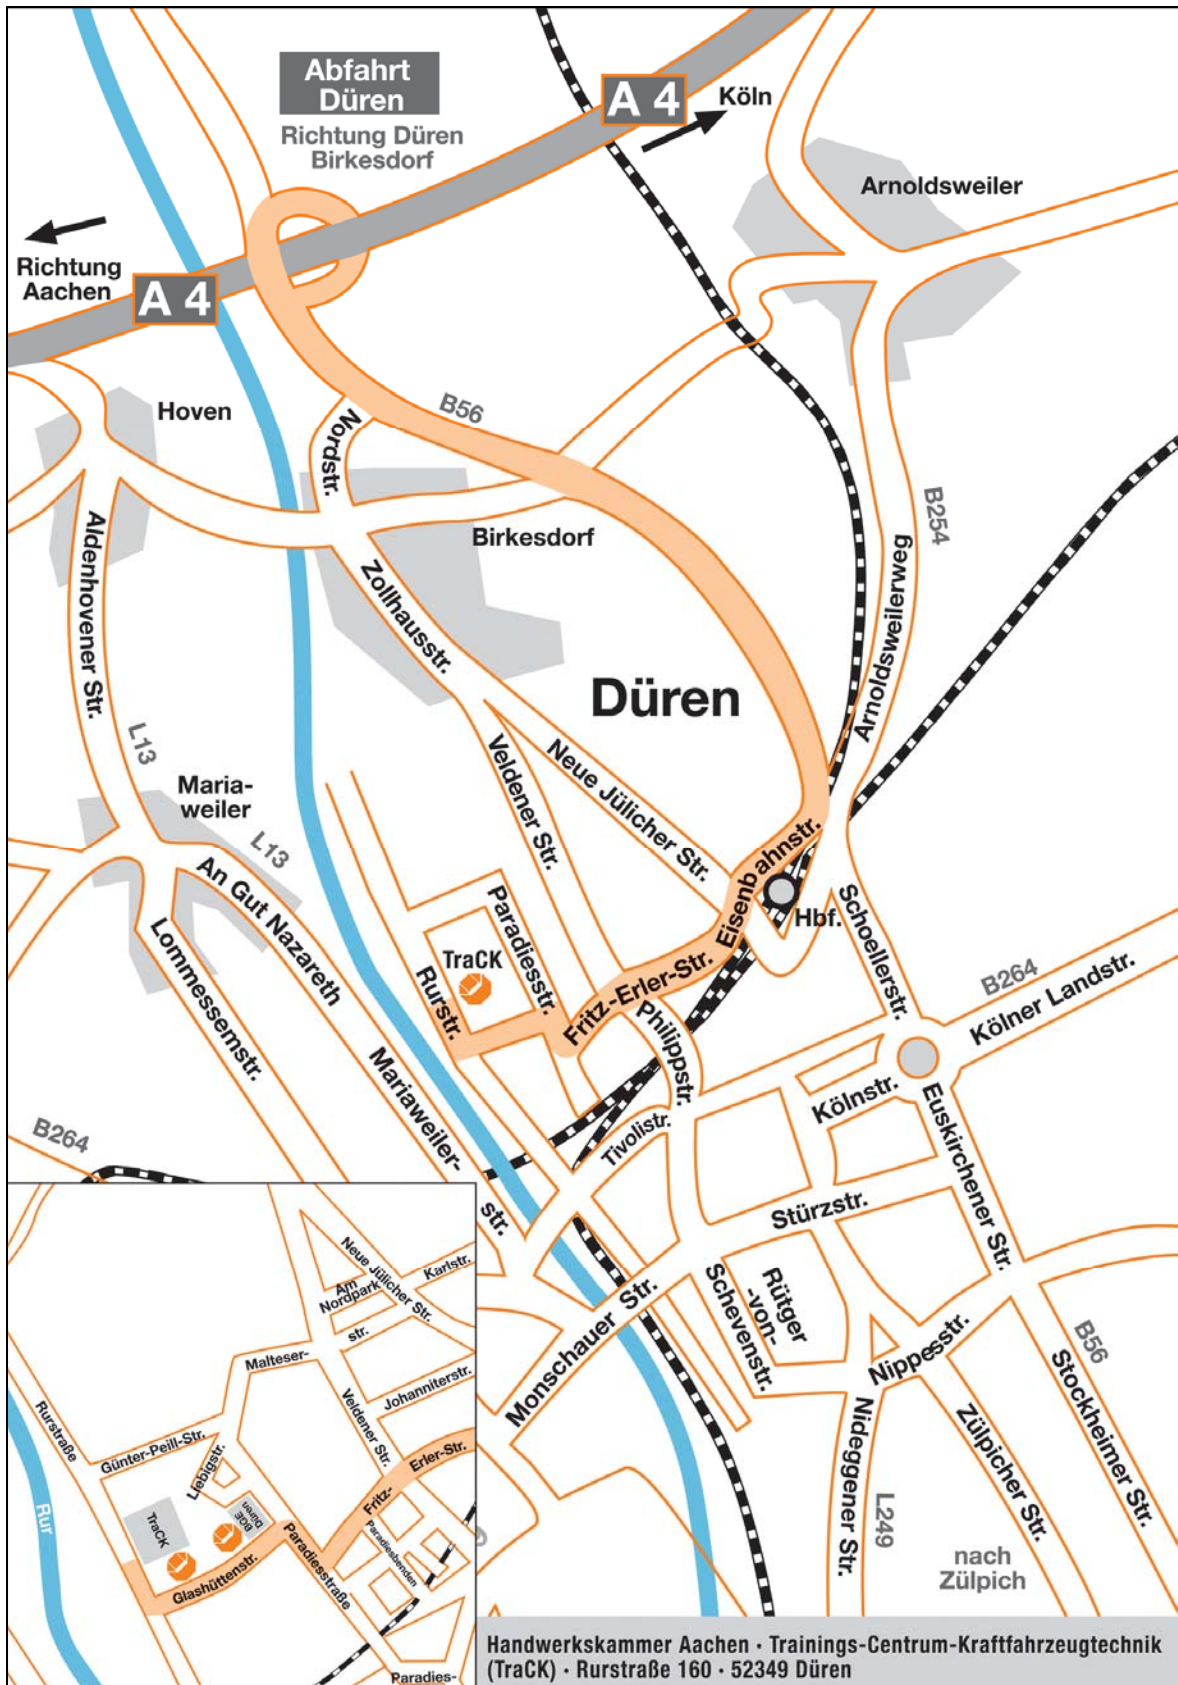 Abfahrt
Düren
Richtung Düren
Birkesdorf
A 4
Köln
Arnoldsweiler
Richtung
Aachen
A 4
Hoven
B56
Nordstr.
Birkesdorf
B254
Aldenhovener Str.
Zollhausstr.
Arnoldsweilerweg
Düren
L13
Maria-
weiler
Veldener Str.
Neue Jülicher Str.
L13
An Gut Nazareth
Eisenbahnstr.
Hbf.
Schoellerstr.
Paradiesstr.
TraCK
Rurstr.
Lommessemstr.
Fritz-Erler-Str.
B264
Kölner Landstr.
Philippstr.
Kölnstr.
Mariaweiler-
str.
Tivolistr.
Euskirchener Str.
B264
Stürzstr.
Rütger
-von-
Schevenstr.
Monschauer Str.
Nippesstr.
B56
Stockheimer Str.
Nideggener Str.
Zülpicher Str.
L249
nach
Zülpich
Neue Jülicher Str.
Karlstr.
Am
Nordpark
str.
Malteser-
Johanniterstr.
Veldener Str.
Rurstraße
Günter-Peill-Str.
Liebigstr.
Erler-Str.
Fritz-
Rur
TraCK
BGE
Düren
Paradiesbenden
Paradiesstraße
Glashüttenstr.
Paradies-
Handwerkskammer Aachen · Trainings-Centrum-Kraftfahrzeugtechnik
(TraCK) · Rurstraße 160 · 52349 Düren